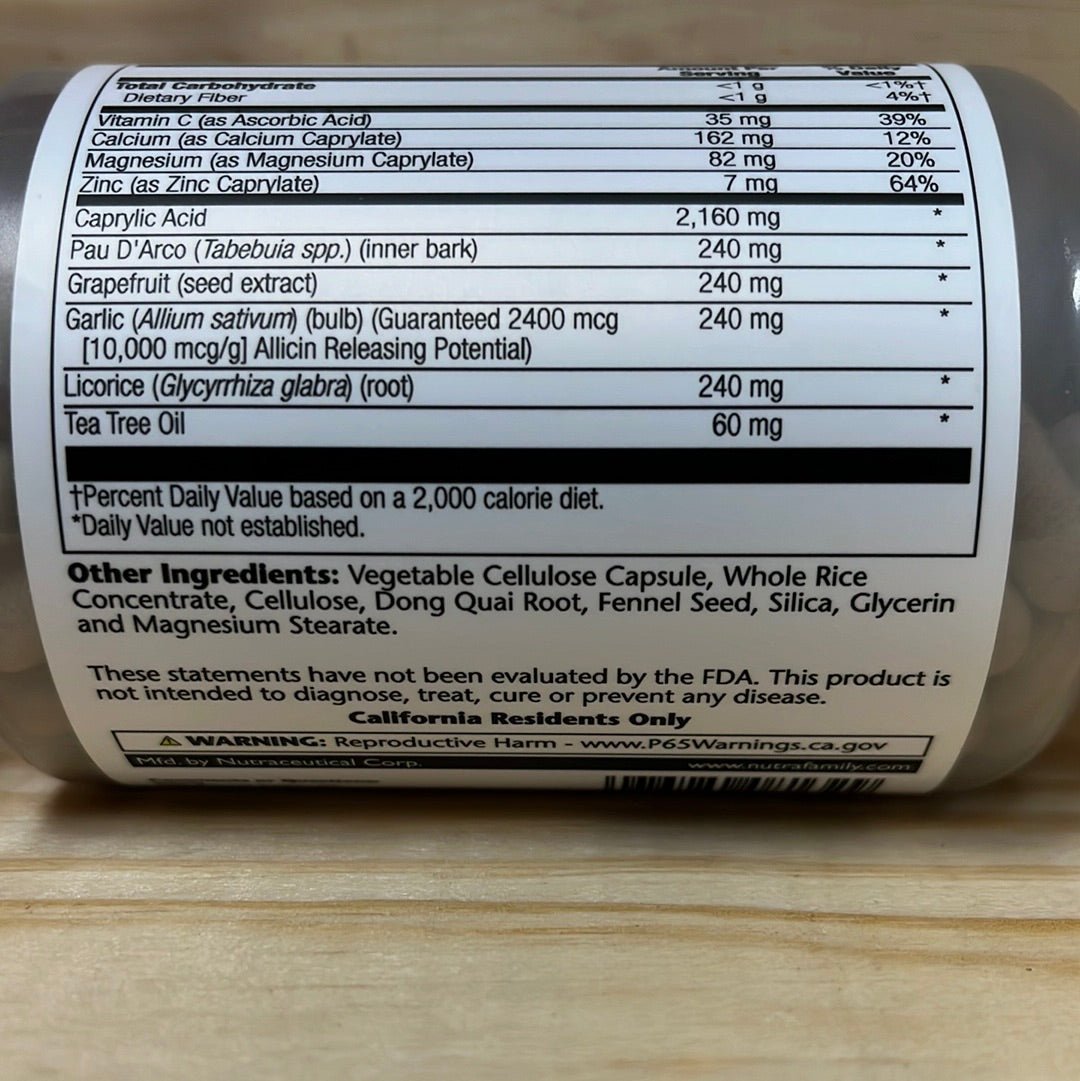 Amount Per % Daily
Serving Value
Total Carbohydrate <1 g <1%†
Dietary Fiber <1 g 4%†
Vitamin C (as Ascorbic Acid) 35 mg 39%
Calcium (as Calcium Caprylate) 162 mg 12%
Magnesium (as Magnesium Caprylate) 82 mg 20%
Zinc (as Zinc Caprylate) 7 mg 64%
Caprylic Acid 2,160 mg *
Pau D'Arco (Tabebuia spp.) (inner bark) 240 mg *
Grapefruit (seed extract) 240 mg *
Garlic (Allium sativum) (bulb) (Guaranteed 2400 mcg 240 mg *
[10,000 mcg/g] Allicin Releasing Potential)
Licorice (Glycyrrhiza glabra) (root) 240 mg *
Tea Tree Oil 60 mg *
†Percent Daily Value based on a 2,000 calorie diet.
*Daily Value not established.
Other Ingredients: Vegetable Cellulose Capsule, Whole Rice
Concentrate, Cellulose, Dong Quai Root, Fennel Seed, Silica, Glycerin
and Magnesium Stearate.
These statements have not been evaluated by the FDA. This product is
not intended to diagnose, treat, cure or prevent any disease.
California Residents Only
⚠ WARNING: Reproductive Harm - www.P65Warnings.ca.gov
Mfd. by Nutraceutical Corp. www.nutrafamily.com